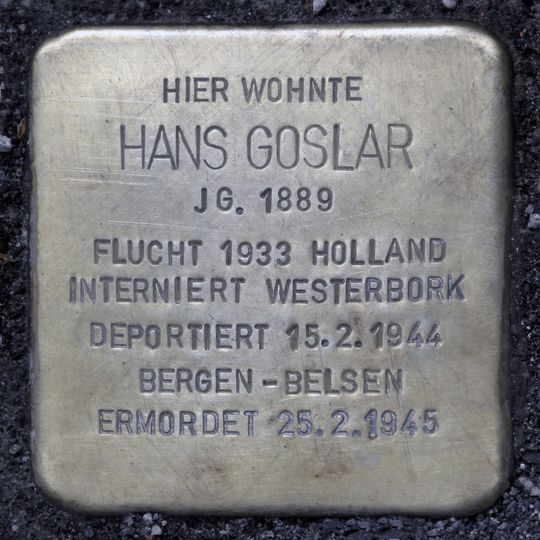 HIER WOHNTE
HANS GOSLAR
JG. 1889
FLUCHT 1933 HOLLAND
INTERNIERT WESTERBORK
DEPORTIERT 15.2.1944
BERGEN-BELSEN
ERMORDET 25.2.1945